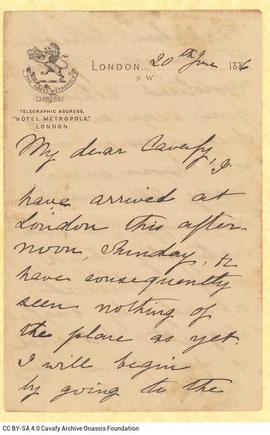 LONDON, 20th June 1886
S.W.
TELEGRAPHIC ADDRESS,
"HÔTEL MÉTROPOLE"
LONDON.
My dear Cavafy, I
have arrived at
London this after-
noon, Sunday, &
have consequently
seen nothing of
the place as yet
I will begin
by going to the
CC BY-SA 4.0 Cavafy Archive Onassis Foundation